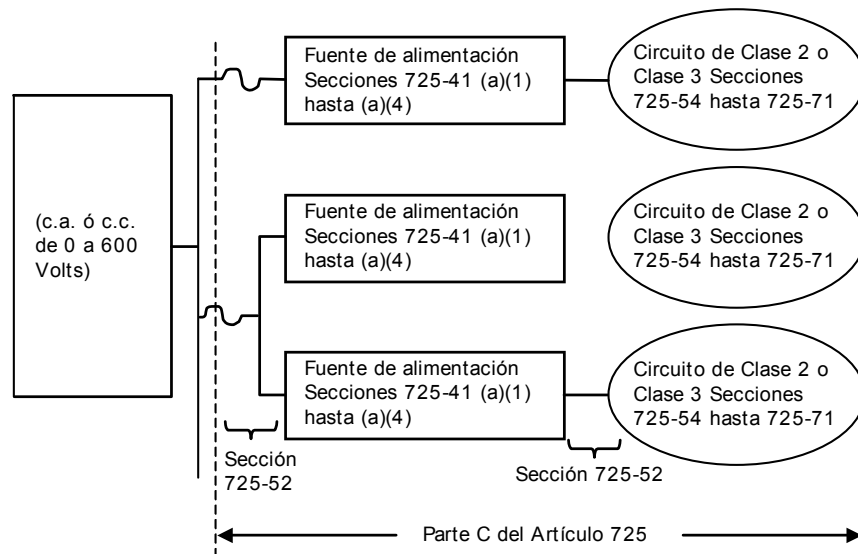 Fuente de alimentación
Secciones 725-41 (a)(1)
hasta (a)(4)
Circuito de Clase 2 o
Clase 3 Secciones
725-54 hasta 725-71
(c.a. ó c.c.
de 0 a 600
Volts)
Fuente de alimentación
Secciones 725-41 (a)(1)
hasta (a)(4)
Circuito de Clase 2 o
Clase 3 Secciones
725-54 hasta 725-71
Fuente de alimentación
Secciones 725-41 (a)(1)
hasta (a)(4)
Circuito de Clase 2 o
Clase 3 Secciones
725-54 hasta 725-71
Sección
725-52
Sección 725-52
Parte C del Artículo 725